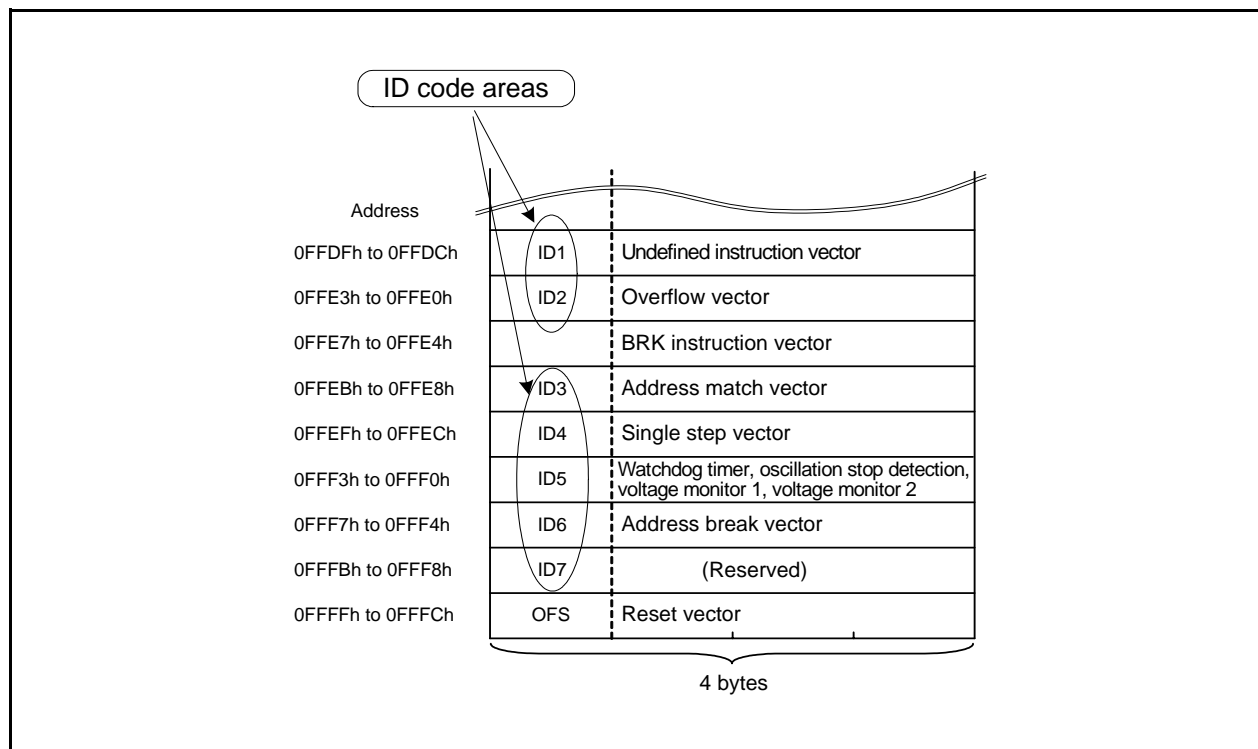 ID code areas
Address
0FFDFh to 0FFDCh ID1 Undefined instruction vector
0FFE3h to 0FFE0h ID2 Overflow vector
0FFE7h to 0FFE4h BRK instruction vector
0FFEBh to 0FFE8h ID3 Address match vector
0FFEFh to 0FFECh ID4 Single step vector
0FFF3h to 0FFF0h ID5 Watchdog timer, oscillation stop detection,
voltage monitor 1, voltage monitor 2
0FFF7h to 0FFF4h ID6 Address break vector
0FFFBh to 0FFF8h ID7 (Reserved)
0FFFFh to 0FFFCh OFS Reset vector
4 bytes